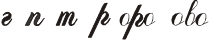 г п т р оро ово